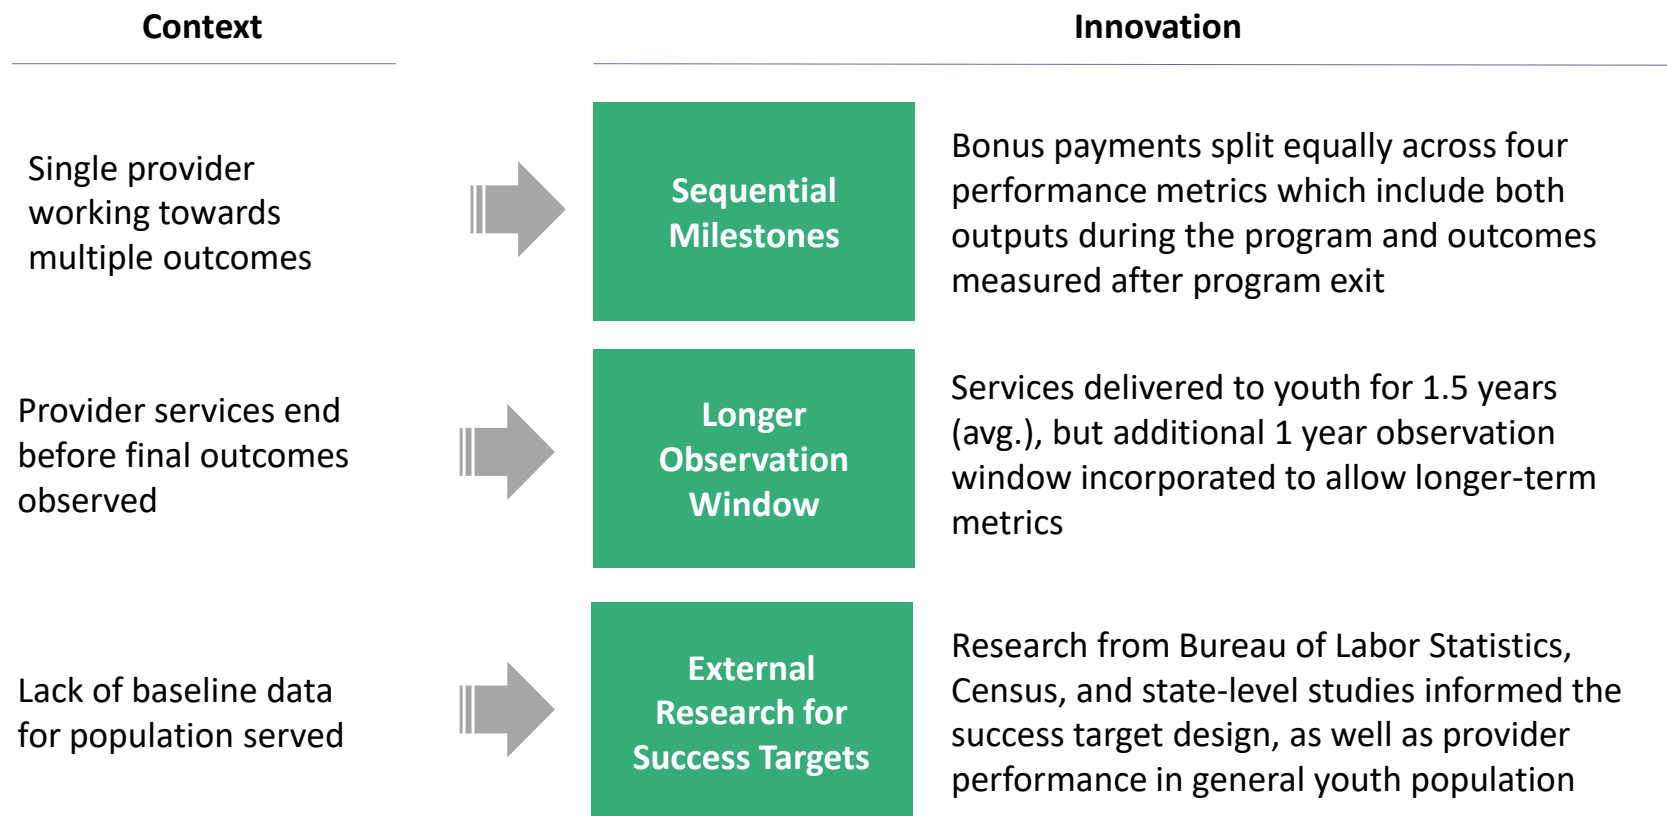 Context
Innovation
Single provider
working towards
multiple outcomes
Sequential
Milestones
Bonus payments split equally across four
performance metrics which include both
outputs during the program and outcomes
measured after program exit
Provider services end
before final outcomes
observed
Longer
Observation
Window
Services delivered to youth for 1.5 years
(avg.), but additional 1 year observation
window incorporated to allow longer-term
metrics
Lack of baseline data
for population served
External
Research for
Success Targets
Research from Bureau of Labor Statistics,
Census, and state-level studies informed the
success target design, as well as provider
performance in general youth population